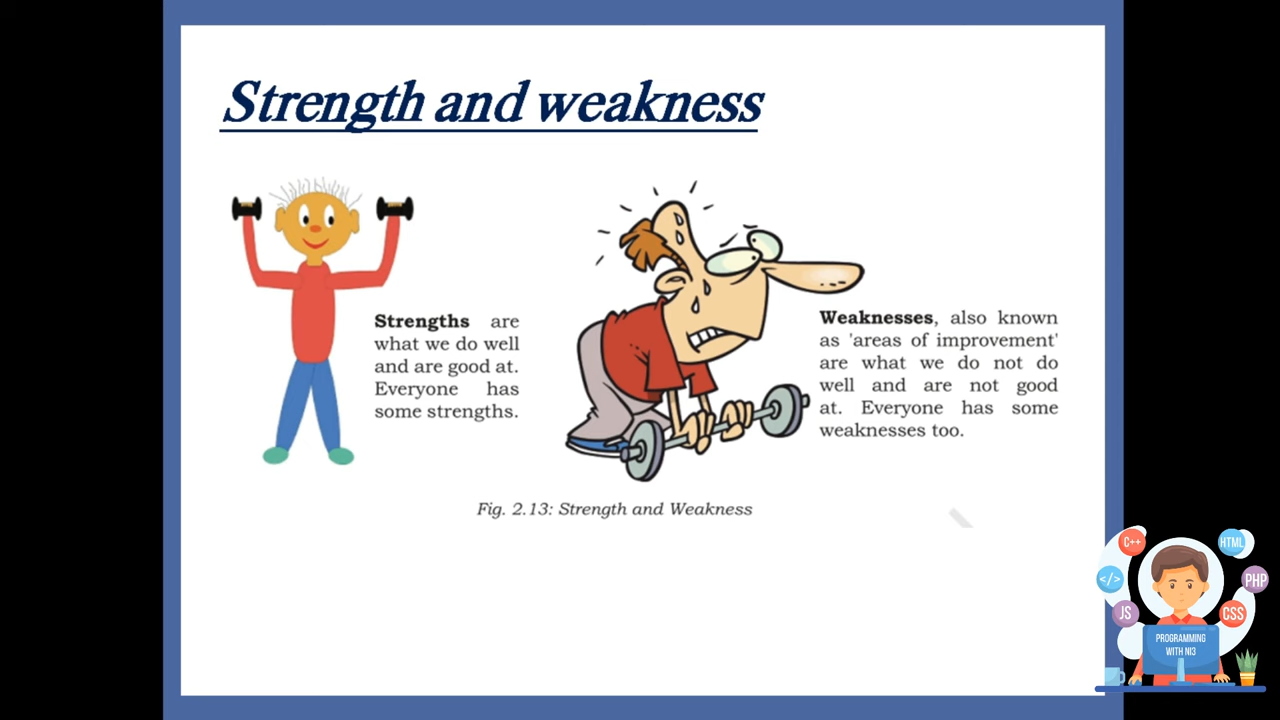 Strength and weakness
Strengths are
what we do well
and are good at.
Everyone has
some strengths.
Weaknesses, also known
as 'areas of improvement'
are what we do not do
well and are not good
at. Everyone has some
weaknesses too.
Fig. 2.13: Strength and Weakness
C++
HTML
</>
PHP
JS
CSS
PROGRAMMING
WITH NI3